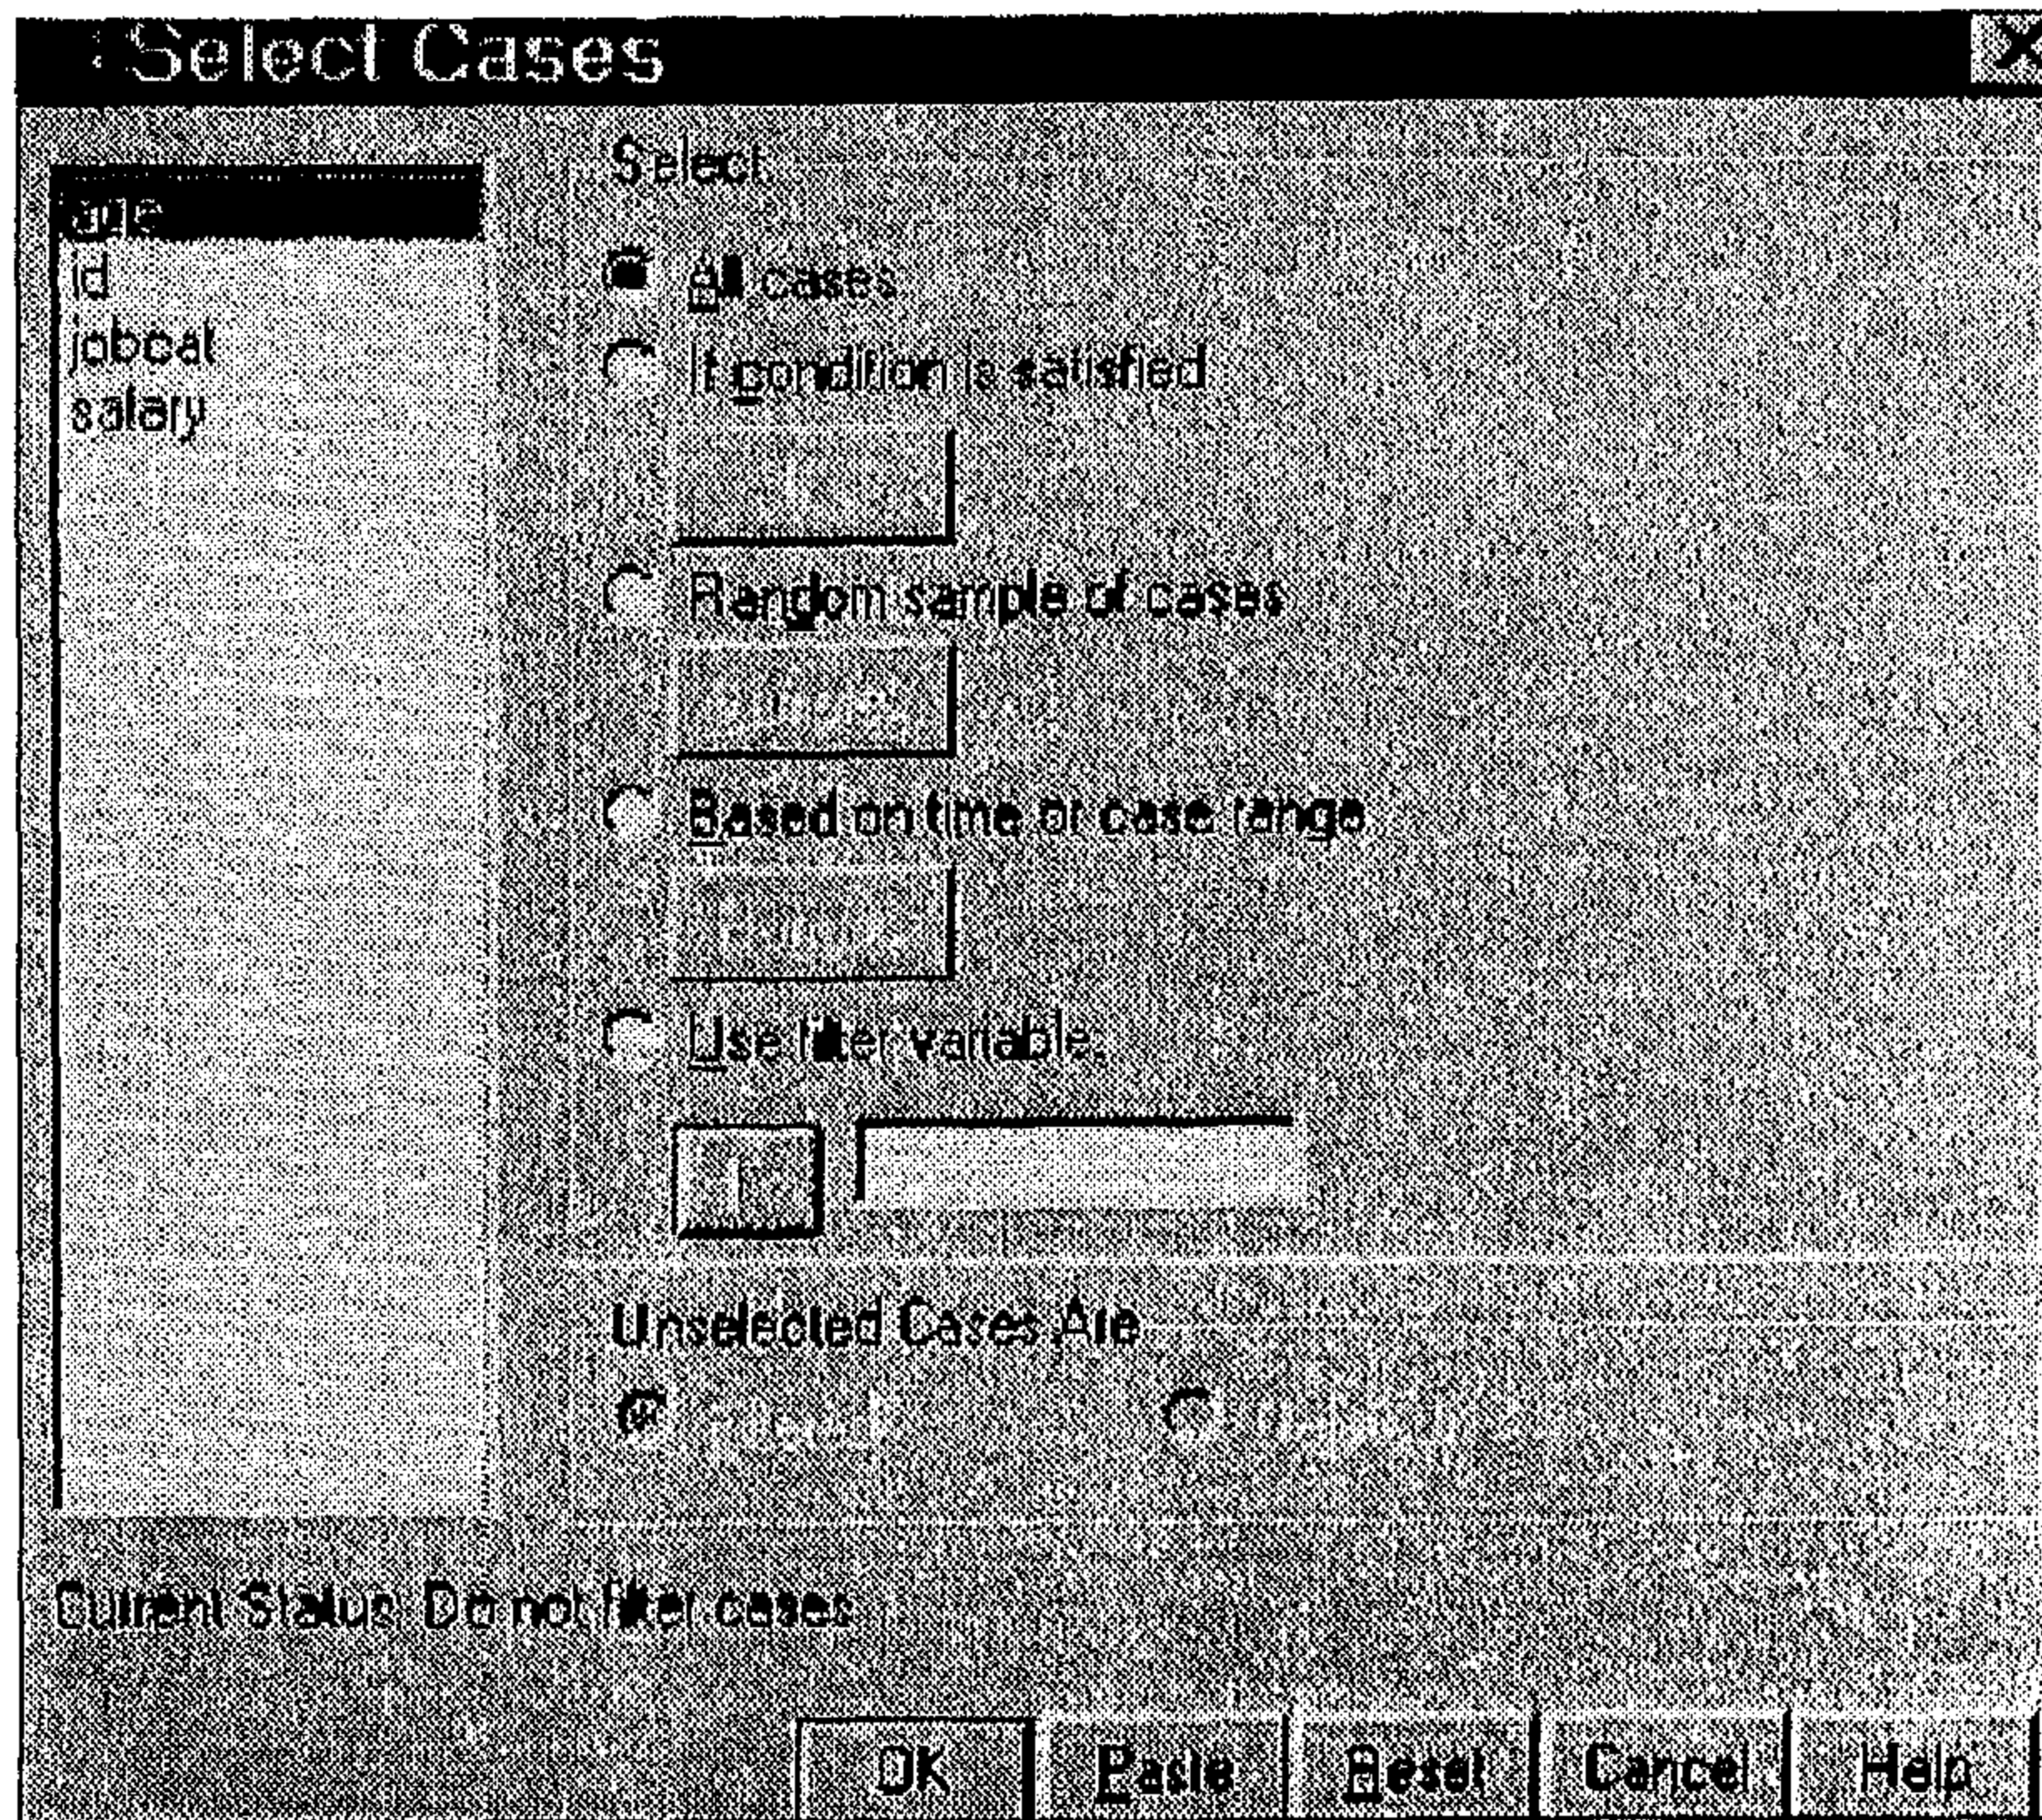 Select Cases
age
id
jobcat
salary
Select
All cases
If condition is satisfied
Random sample of cases
Based on time or case range
Use filter variable:
Unselected Cases Are
Current Status: Do not filter cases
OK Paste Reset Cancel Help